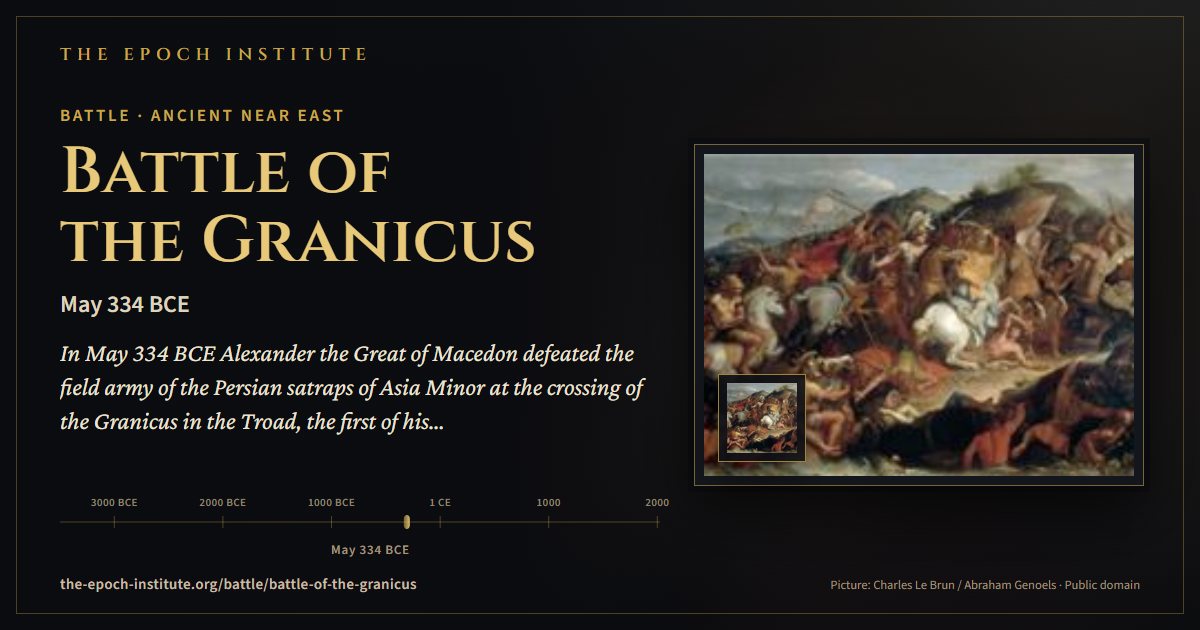 THE EPOCH INSTITUTE
BATTLE · ANCIENT NEAR EAST
BATTLE OF
THE GRANICUS
May 334 BCE
In May 334 BCE Alexander the Great of Macedon defeated the
field army of the Persian satraps of Asia Minor at the crossing of
the Granicus in the Troad, the first of his...
3000 BCE 2000 BCE 1000 BCE 1 CE 1000 2000
May 334 BCE
the-epoch-institute.org/battle/battle-of-the-granicus
Picture: Charles Le Brun / Abraham Genoels · Public domain